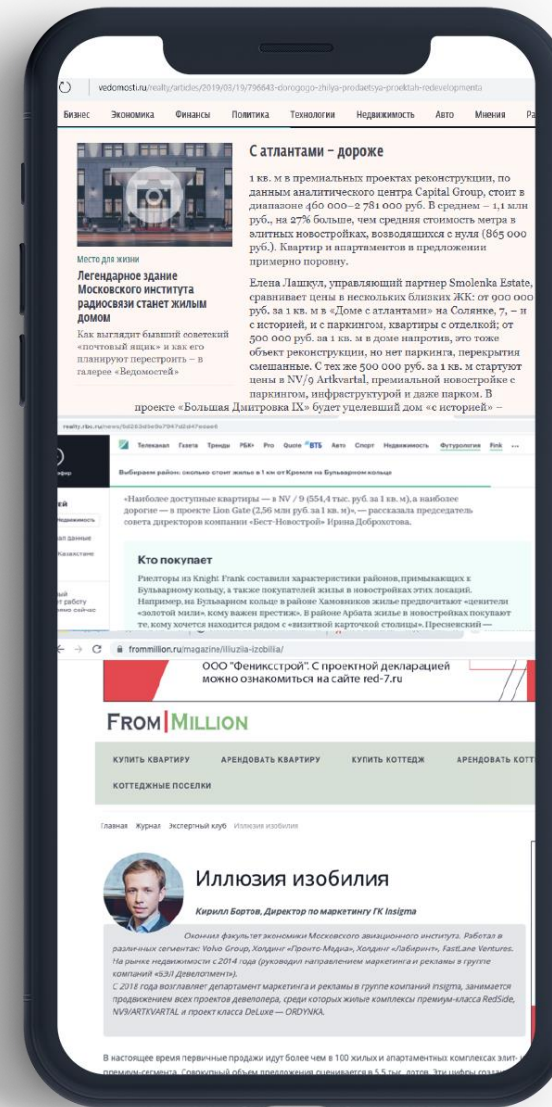 vedomosti.ru/realty/articles/2019/03/19/796643-dorogogo-zhilya-prodaetsya-proektah-redevelopmenta
Бизнес Экономика Финансы Политика Технологии Недвижимость Авто Мнения
С атлантами – дороже
1 кв. м в премиальных проектах реконструкции, по
данным аналитического центра Capital Group, стоит в
диапазоне 460 000–2 781 000 руб. В среднем – 1,1 млн
руб., на 27% больше, чем средняя стоимость метра в
элитных новостройках, возводящихся с нуля (865 000
руб.). Квартир и апартаментов в предложении
примерно поровну.
Место для жизни
Легендарное здание
Московского института
радиосвязи станет жилым
домом
Как выглядит бывший советский
«почтовый ящик» и как его
планируют перестроить – в
галерее «Ведомостей»
Елена Лашкул, управляющий партнер Smolenka Estate,
сравнивает цены в нескольких близких ЖК: от 900 000
руб. за 1 кв. м в «Доме с атлантами» на Солянке, 7, – и
с историей, и с паркингом, квартиры с отделкой; от
500 000 руб. за 1 кв. м в доме напротив, это тоже
объект реконструкции, но нет паркинга, перекрытия
смешанные. С тех же 500 000 руб. за 1 кв. м стартуют
цены в NV/9 Artkvartal, премиальной новостройке с
паркингом, инфраструктурой и даже парком. В
проекте «Большая Дмитровка IX» будет уцелевший дом «с историей» –
Телеканал Газета Тренды РБК+ Pro Quote ВТБ Авто Спорт Недвижимость Футурология Fink ...
Выбираем район: сколько стоит жилье в 1 км от Кремля на Бульварном кольце
«Наиболее доступные квартиры — в NV / 9 (554,4 тыс. руб. за 1 кв. м), а наиболее
дорогие — в проекте Lion Gate (2,56 млн руб. за 1 кв. м)», — рассказала председатель
совета директоров компании «Бест-Новострой» Ирина Доброхотова.
Кто покупает
Риелторы из Knight Frank составили характеристики районов, примыкающих к
Бульварному кольцу, а также покупателей жилья в новостройках этих локаций.
Например, на Бульварном кольце в районе Хамовников жилье предпочитают «ценители
«золотой мили», кому важен престиж». В районе Арбата жилье в новостройках покупают
те, кому хочется находится рядом с «визитной карточкой столицы». Пресненский —
frommillion.ru/magazine/illiuziia-izobiliia/
ООО "Фениксстрой". С проектной декларацией
можно ознакомиться на сайте red-7.ru
FROM MILLION
КУПИТЬ КВАРТИРУ АРЕНДОВАТЬ КВАРТИРУ КУПИТЬ КОТТЕДЖ АРЕНДОВАТЬ
КОТТЕДЖНЫЕ ПОСЕЛКИ
Главная Журнал Экспертный клуб Иллюзия изобилия
Иллюзия изобилия
Кирилл Бортов, Директор по маркетингу ГК Insigma
Окончил факультет экономики Московского авиационного института. Работал в
различных сегментах: Volvo Group, Холдинг «Пронто-Медиа», Холдинг «Лабиринт», FastLane Ventures.
На рынке недвижимости с 2014 года (руководил направлением маркетинга и рекламы в группе
компаний «БЭЛ Девелопмент»).
С 2018 года возглавляет департамент маркетинга и рекламы в группе компаний Insigma, занимается
продвижением всех проектов девелопера, среди которых жилые комплексы премиум-класса RedSide,
NV9/ARTKVARTAL и проект класса DeLuxe — ORDYNKA.
В настоящее время первичные продажи идут более чем в 100 жилых и апартаментных комплексах элит- и
премиум-сегмента. Совокупный объем предложения оценивается в 5,5 тыс. лотов. Эти цифры